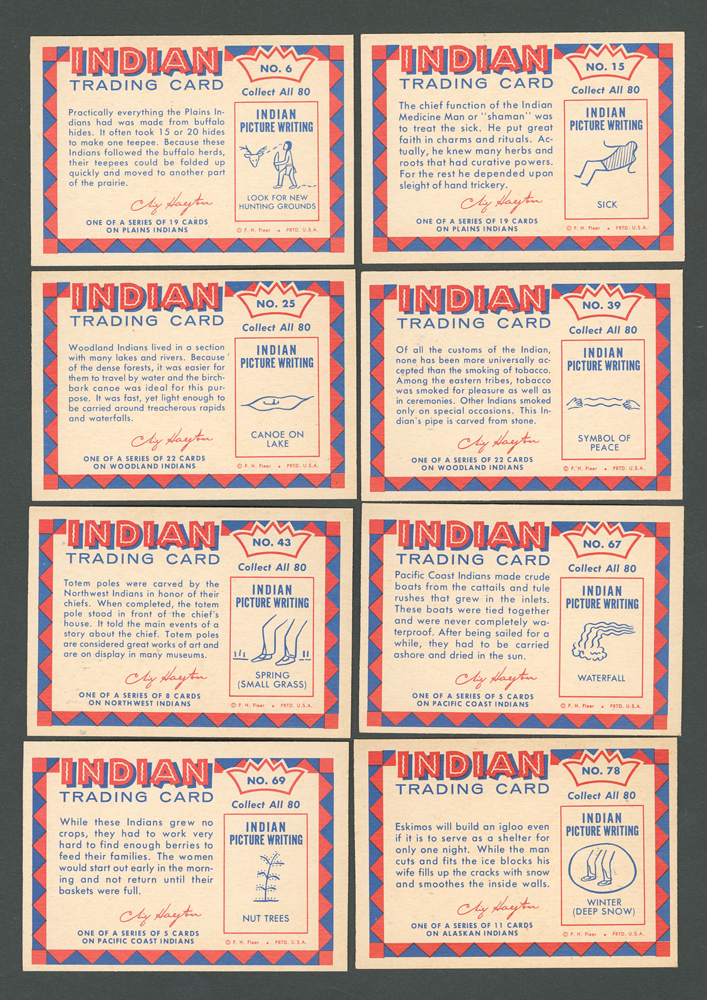 INDIAN
TRADING CARD
NO. 6
Collect All 80
Practically everything the Plains In-
dians had was made from buffalo
hides. It often took 15 or 20 hides
to make one teepee. Because these
Indians followed the buffalo herds,
their teepees could be folded up
quickly and moved to another part
of the prairie.
INDIAN
PICTURE WRITING
LOOK FOR NEW
HUNTING GROUNDS
ONE OF A SERIES OF 19 CARDS
ON PLAINS INDIANS
© F. H. Fleer • PRTD. U.S.A.
INDIAN
TRADING CARD
NO. 15
Collect All 80
The chief function of the Indian
Medicine Man or "shaman" was
to treat the sick. He put great
faith in charms and rituals. Ac-
tually, he knew many herbs and
roots that had curative powers.
For the rest he depended upon
sleight of hand trickery.
INDIAN
PICTURE WRITING
SICK
ONE OF A SERIES OF 19 CARDS
ON PLAINS INDIANS
© F. H. Fleer • PRTD. U.S.A.
INDIAN
TRADING CARD
NO. 25
Collect All 80
Woodland Indians lived in a section
with many lakes and rivers. Because
of the dense forests, it was easier for
them to travel by water and the birch-
bark canoe was ideal for this pur-
pose. It was fast, yet light enough to
be carried around treacherous rapids
and waterfalls.
INDIAN
PICTURE WRITING
CANOE ON
LAKE
ONE OF A SERIES OF 22 CARDS
ON WOODLAND INDIANS
© F. H. Fleer • PRTD. U.S.A.
INDIAN
TRADING CARD
NO. 39
Collect All 80
Of all the customs of the Indian,
none has been more universally ac-
cepted than the smoking of tobacco.
Among the eastern tribes, tobacco
was smoked for pleasure as well as
in ceremonies. Other Indians smoked
only on special occasions. This In-
dian's pipe is carved from stone.
INDIAN
PICTURE WRITING
SYMBOL OF
PEACE
ONE OF A SERIES OF 22 CARDS
ON WOODLAND INDIANS
© F. H. Fleer • PRTD. U.S.A.
INDIAN
TRADING CARD
NO. 43
Collect All 80
Totem poles were carved by the
Northwest Indians in honor of their
chiefs. When completed, the totem
pole stood in front of the chief's
house. It told the main events of a
story about the chief. Totem poles
are considered great works of art and
are on display in many museums.
INDIAN
PICTURE WRITING
SPRING
(SMALL GRASS)
ONE OF A SERIES OF 8 CARDS
ON NORTHWEST INDIANS
© F. H. Fleer • PRTD. U.S.A.
INDIAN
TRADING CARD
NO. 67
Collect All 80
Pacific Coast Indians made crude
boats from the cattails and tule
rushes that grew in the inlets.
These boats were tied together
and were never completely wa-
terproof. After being sailed for a
while, they had to be carried
ashore and dried in the sun.
INDIAN
PICTURE WRITING
WATERFALL
ONE OF A SERIES OF 5 CARDS
ON PACIFIC COAST INDIANS
© F. H. Fleer • PRTD. U.S.A.
INDIAN
TRADING CARD
NO. 69
Collect All 80
While these Indians grew no
crops, they had to work very
hard to find enough berries to
feed their families. The women
would start out early in the morn-
ing and not return until their
baskets were full.
INDIAN
PICTURE WRITING
NUT TREES
ONE OF A SERIES OF 5 CARDS
ON PACIFIC COAST INDIANS
© F. H. Fleer • PRTD. U.S.A.
INDIAN
TRADING CARD
NO. 78
Collect All 80
Eskimos will build an igloo even
if it is to serve as a shelter for
only one night. While the man
cuts and fits the ice blocks his
wife fills up the cracks with snow
and smoothes the inside walls.
INDIAN
PICTURE WRITING
WINTER
(DEEP SNOW)
ONE OF A SERIES OF 11 CARDS
ON ALASKAN INDIANS
© F. H. Fleer • PRTD. U.S.A.